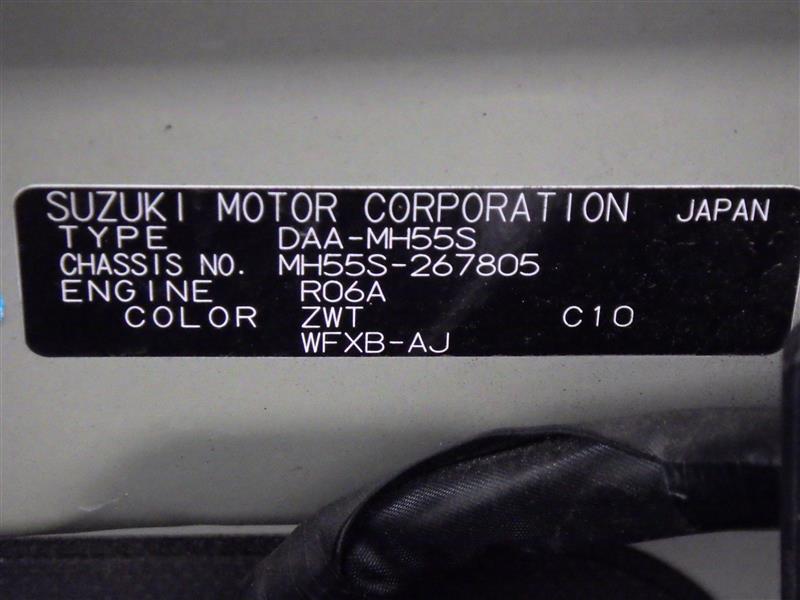 SUZUKI MOTOR CORPORATION JAPAN
TYPE DAA-MH55S
CHASSIS NO. MH55S-267805
ENGINE R06A
COLOR ZWT C10
WFXB-AJ